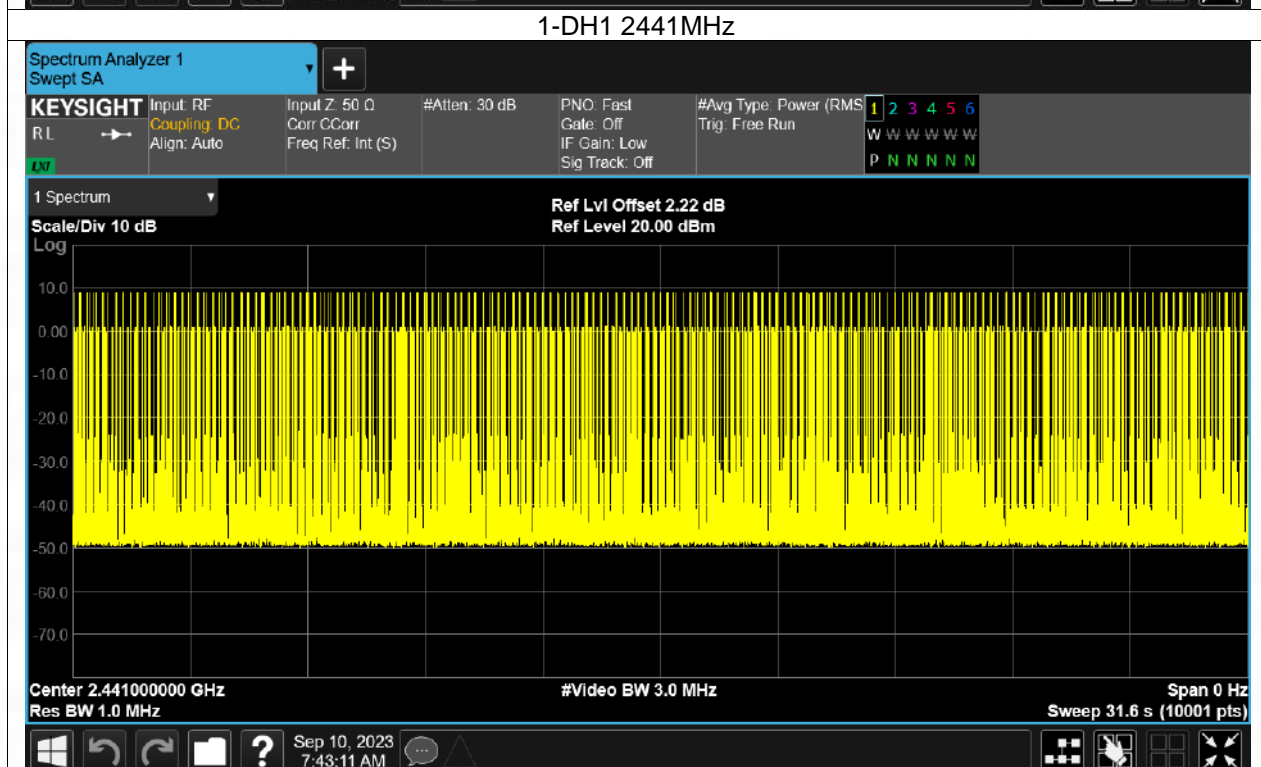 1-DH1 2441MHz
Spectrum Analyzer 1
Swept SA
+
KEYSIGHT
RL
LXI
Input: RF
Coupling: DC
Align: Auto
Input Z: 50 Ω
Corr CCorr
Freq Ref: Int (S)
#Atten: 30 dB
PNO: Fast
Gate: Off
IF Gain: Low
Sig Track: Off
#Avg Type: Power (RMS
Trig: Free Run
1 2 3 4 5 6
W W W W W W
P N N N N N
1 Spectrum
Scale/Div 10 dB
Ref Lvl Offset 2.22 dB
Ref Level 20.00 dBm
Log
10.0
0.00
-10.0
-20.0
-30.0
-40.0
-50.0
-60.0
-70.0
Center 2.441000000 GHz
#Video BW 3.0 MHz
Span 0 Hz
Res BW 1.0 MHz
Sweep 31.6 s (10001 pts)
?
Sep 10, 2023
7:43:11 AM